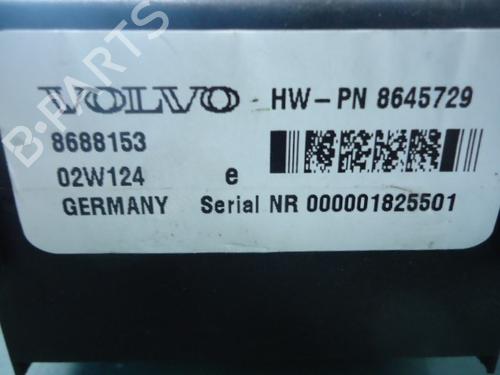 B-PARTS
VOLVO HW-PN 8645729
8688153
02W124 e
GERMANY Serial NR 000001825501